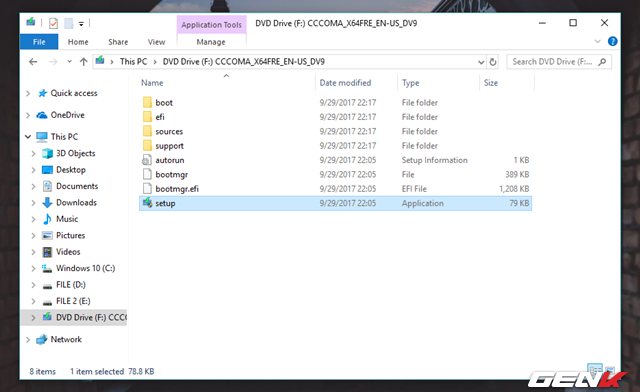 Application Tools
DVD Drive (F:) CCCOMA_X64FRE_EN-US_DV9
File
Home
Share
View
Manage
This PC
DVD Drive (F:) CCCOMA_X64FRE_EN-US_DV9
Search DVD Drive (F:...
Name
Date modified
Type
Size
Quick access
OneDrive
This PC
3D Objects
Desktop
Documents
Downloads
Music
Pictures
Videos
Windows 10 (C:)
FILE (D:)
FILE 2 (E:)
DVD Drive (F:) CCCO
Network
boot 9/29/2017 22:17 File folder
efi 9/29/2017 22:17 File folder
sources 9/29/2017 22:17 File folder
support 9/29/2017 22:17 File folder
autorun 9/29/2017 22:05 Setup Information 1 KB
bootmgr 9/29/2017 22:05 File 389 KB
bootmgr.efi 9/29/2017 22:05 EFI File 1,208 KB
setup 9/29/2017 22:05 Application 79 KB
8 items 1 item selected 78.8 KB
GENK